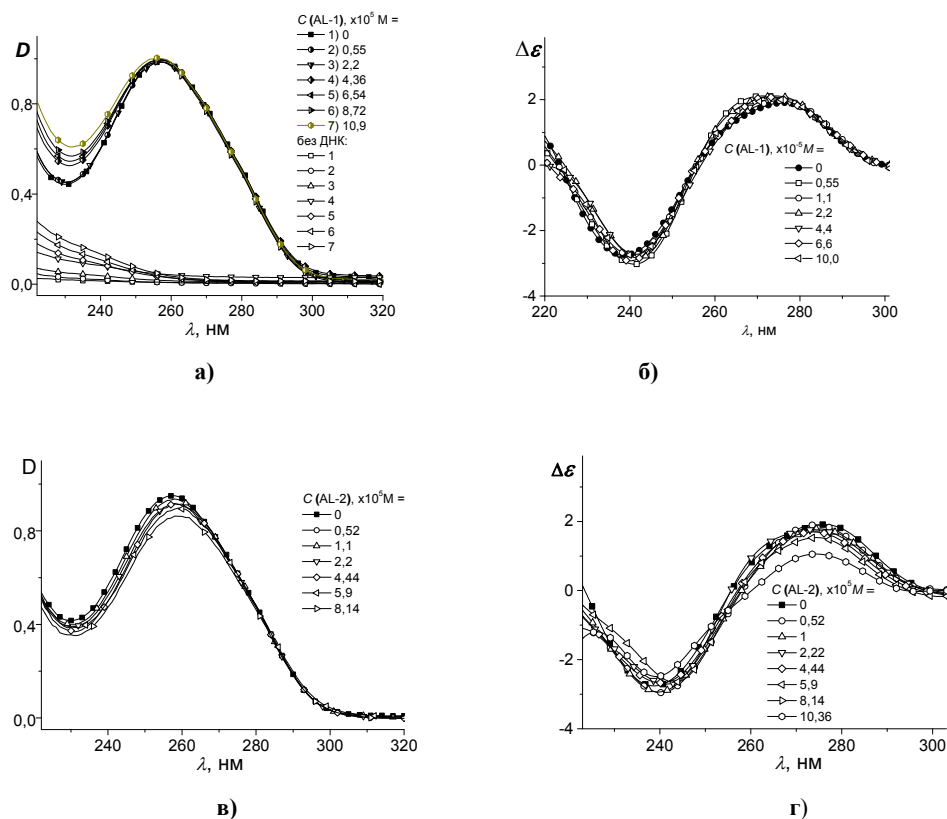 D
C (AL-1), x10⁵ M =
1) 0
2) 0,55
3) 2,2
4) 4,36
5) 6,54
6) 8,72
7) 10,9
без ДНК:
1
2
3
4
5
6
7
0,8
0,4
0,0
240 260 280 300 320
λ, нм
а)
Δε
4
2
0
-2
-4
C (AL-1), x10⁻⁵M =
0
0,55
1,1
2,2
4,4
6,6
10,0
220 240 260 280 300
λ, нм
б)
D
C (AL-2), x10⁵M =
0
0,52
1,1
2,2
4,44
5,9
8,14
0,8
0,4
0,0
240 260 280 300 320
λ, нм
в)
Δε
4
2
0
-2
-4
C (AL-2), x10⁵M =
0
0,52
1
2,22
4,44
5,9
8,14
10,36
240 260 280 300
λ, нм
г)